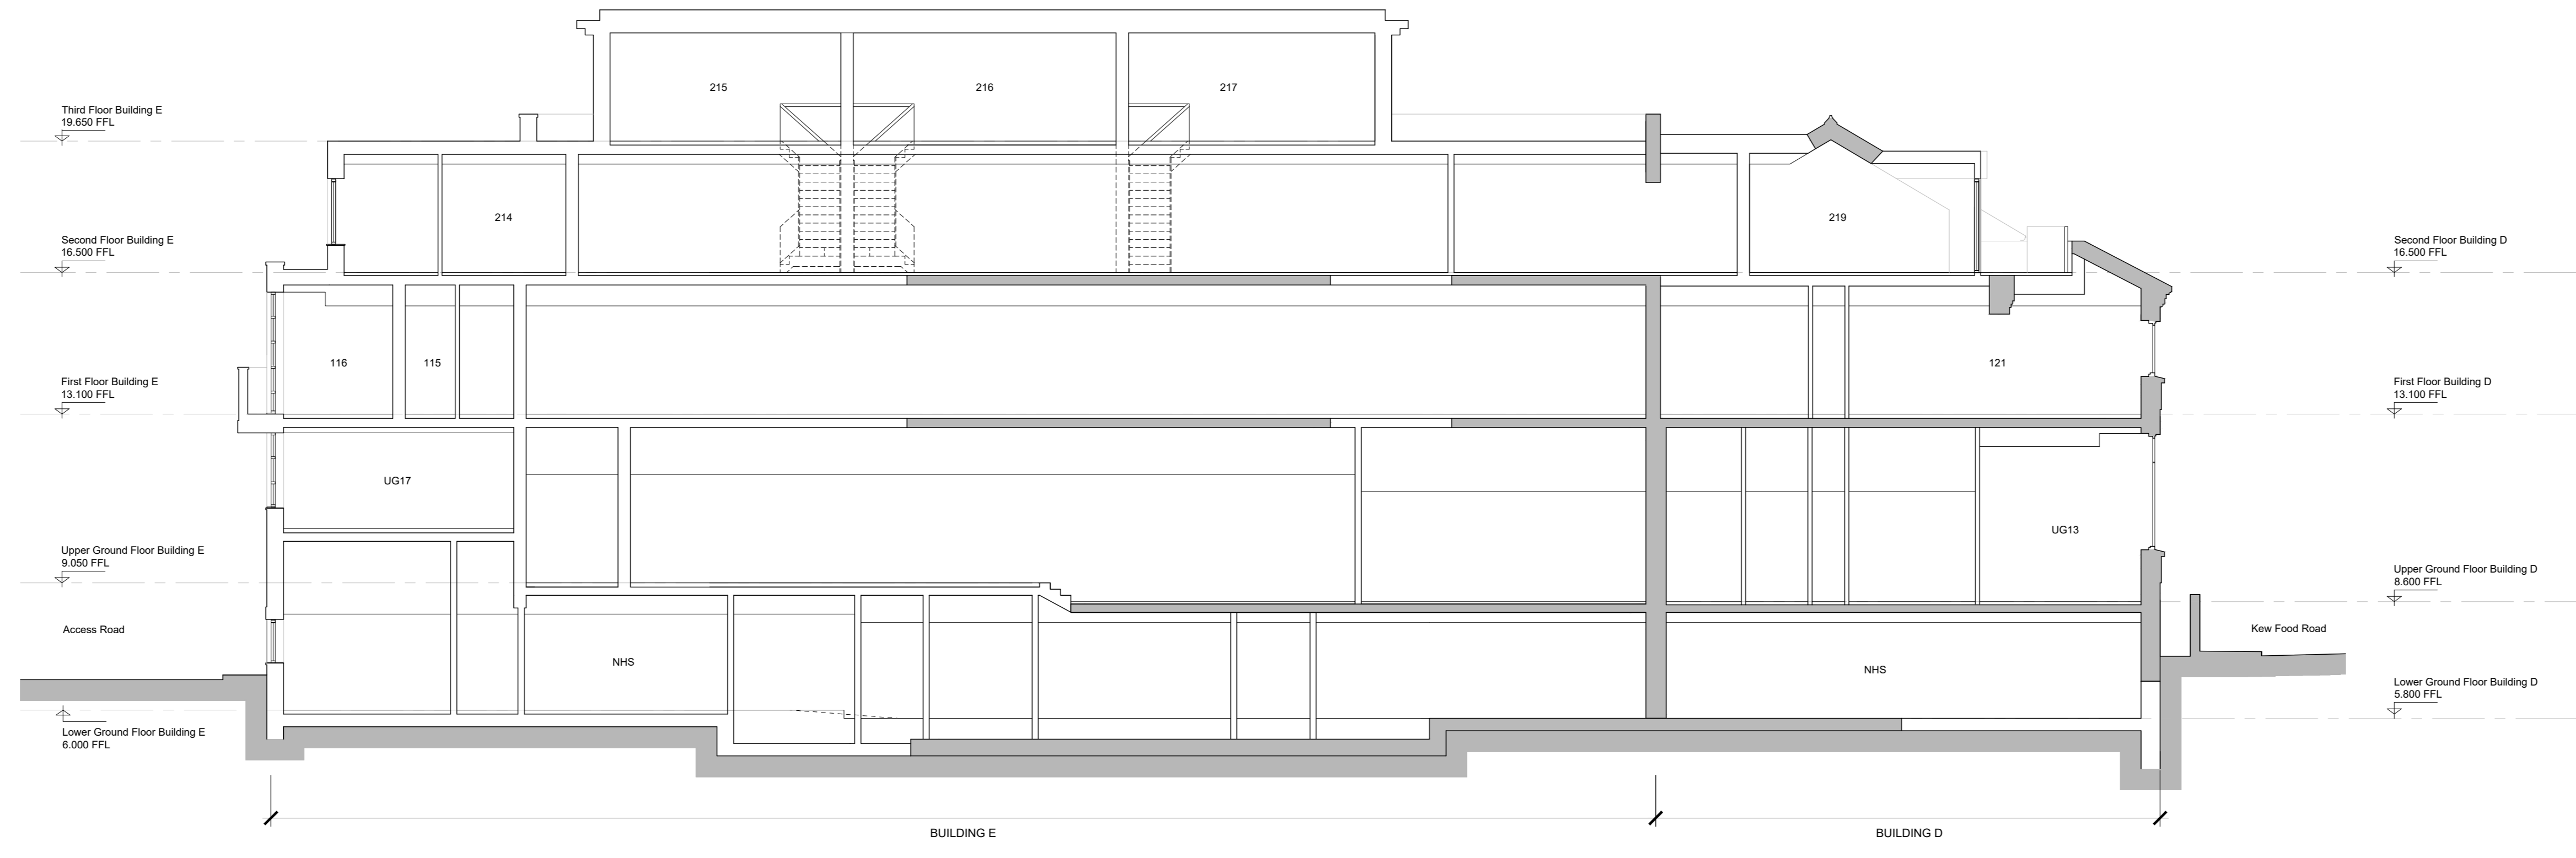 215
216
217
Third Floor Building E
19.650 FFL
214
219
Second Floor Building E
16.500 FFL
Second Floor Building D
16.500 FFL
116
115
121
First Floor Building E
13.100 FFL
First Floor Building D
13.100 FFL
UG17
UG13
Upper Ground Floor Building E
9.050 FFL
Upper Ground Floor Building D
8.600 FFL
Access Road
Kew Food Road
NHS
NHS
Lower Ground Floor Building D
5.800 FFL
Lower Ground Floor Building E
6.000 FFL
BUILDING E
BUILDING D